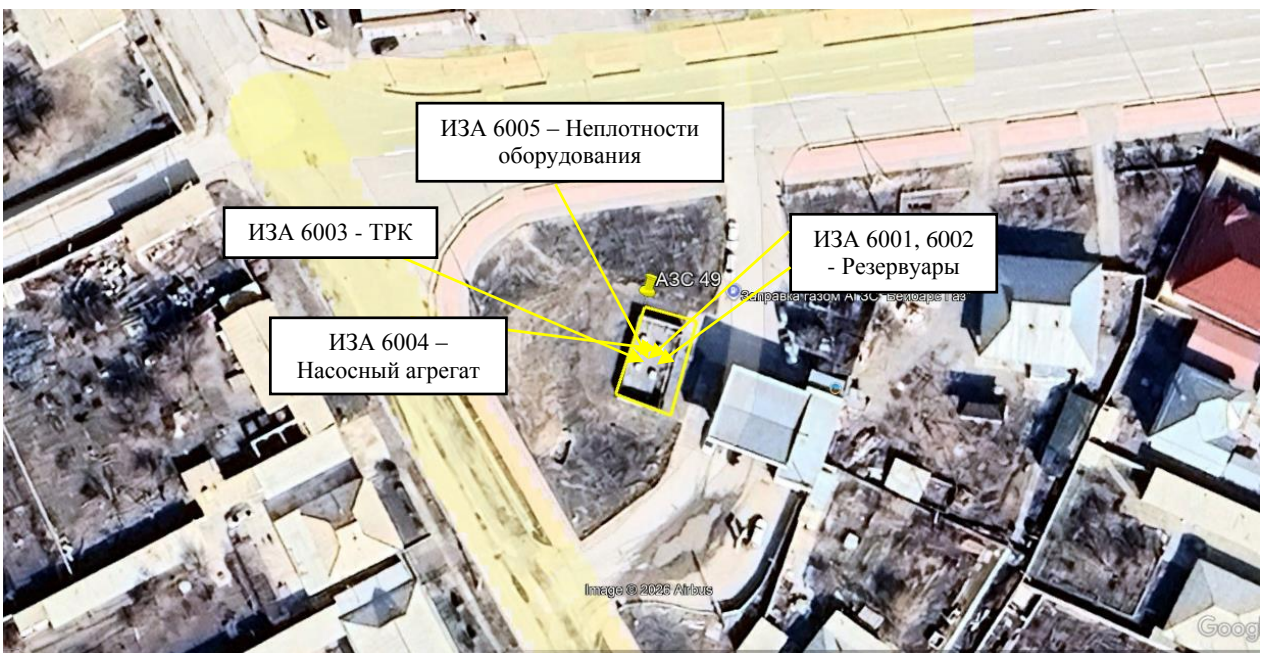 ИЗА 6005 – Неплотности
оборудования
ИЗА 6003 - ТРК
ИЗА 6001, 6002
- Резервуары
АЗС 49
Заправка газом АГЗС "Бейбарс Газ"
ИЗА 6004 –
Насосный агрегат
Image © 2026 Airbus
Goog